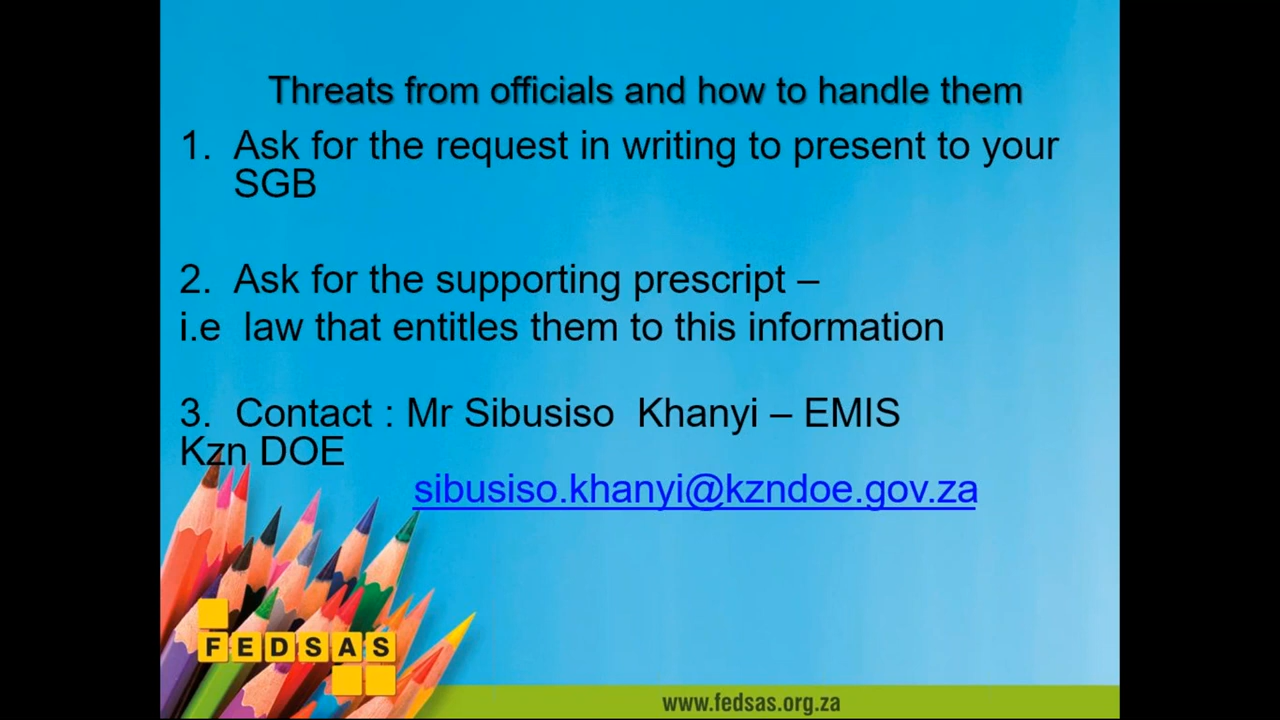 Threats from officials and how to handle them
1. Ask for the request in writing to present to your
SGB
2. Ask for the supporting prescript –
i.e law that entitles them to this information
3. Contact : Mr Sibusiso Khanyi – EMIS
Kzn DOE
sibusiso.khanyi@kzndoe.gov.za
FEDSAS
www.fedsas.org.za